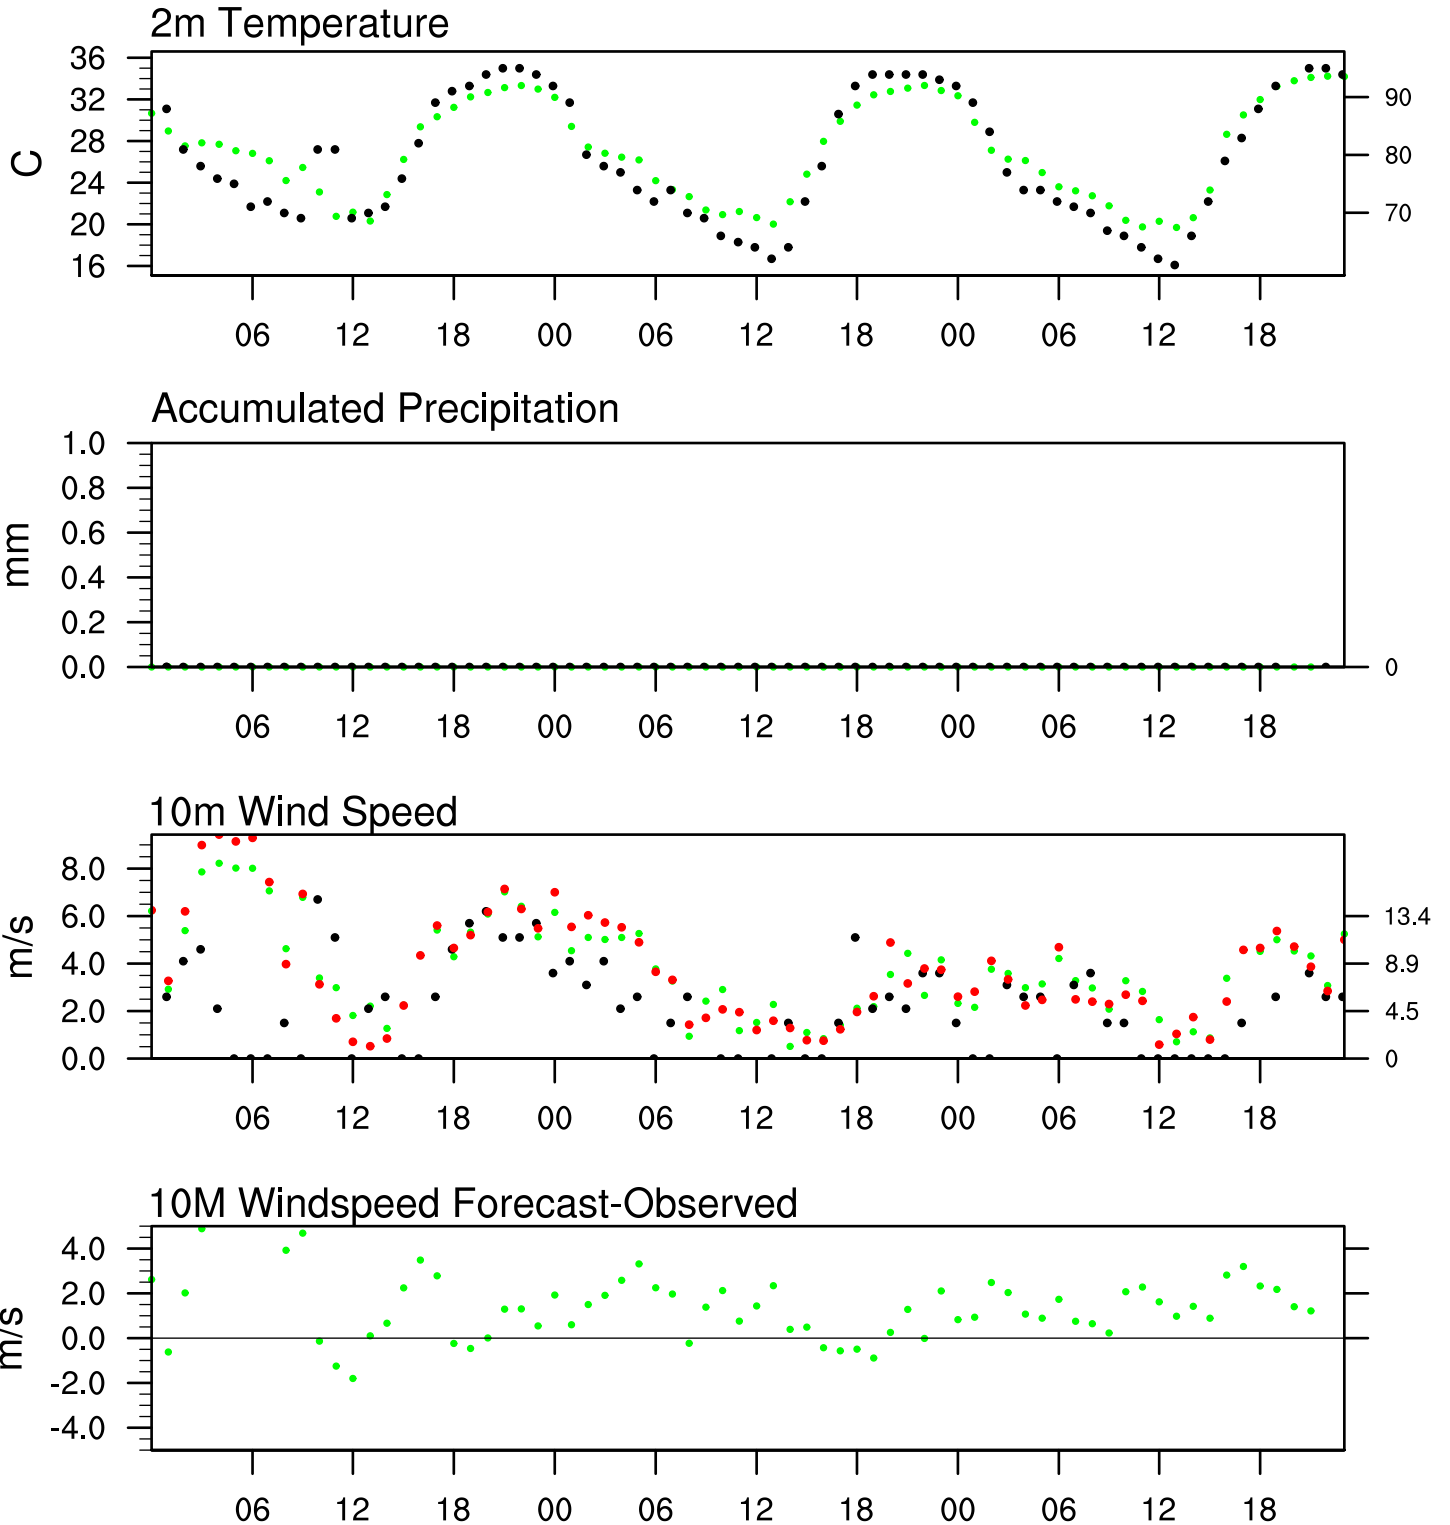 2m Temperature
36
32
28
24
20
16
C
90
80
70
06 12 18 00 06 12 18 00 06 12 18
Accumulated Precipitation
1.0
0.8
0.6
0.4
0.2
0.0
mm
0
06 12 18 00 06 12 18 00 06 12 18
10m Wind Speed
8.0
6.0
4.0
2.0
0.0
m/s
13.4
8.9
4.5
0
06 12 18 00 06 12 18 00 06 12 18
10M Windspeed Forecast-Observed
4.0
2.0
0.0
-2.0
-4.0
m/s
06 12 18 00 06 12 18 00 06 12 18